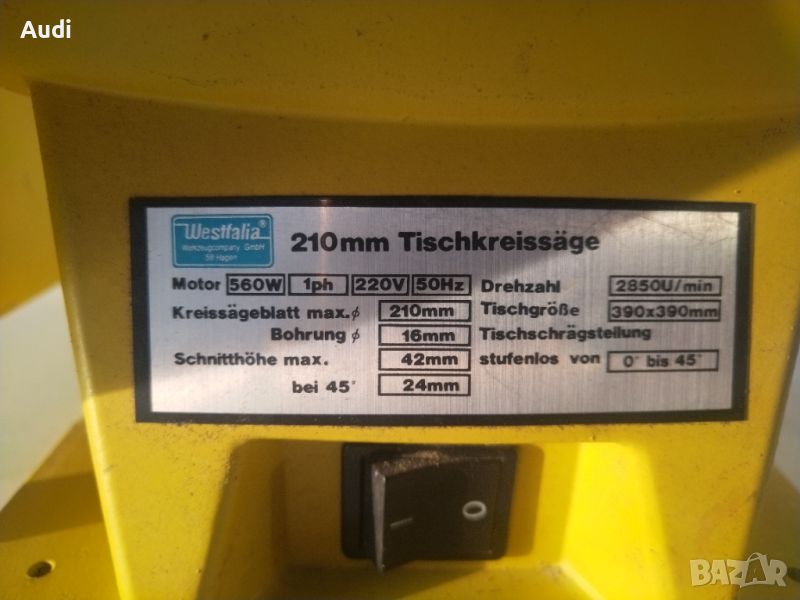 Audi
Westfalia®
Werkzeugcompany GmbH
58 Hagen
210mm Tischkreissäge
Motor 560W 1ph 220V 50Hz Drehzahl 2850U/min
Kreissägeblatt max. ϕ 210mm Tischgröße 390x390mm
Bohrung ϕ 16mm Tischschrägstellung
Schnitthöhe max. 42mm stufenlos von 0° bis 45°
bei 45° 24mm
BAZAR